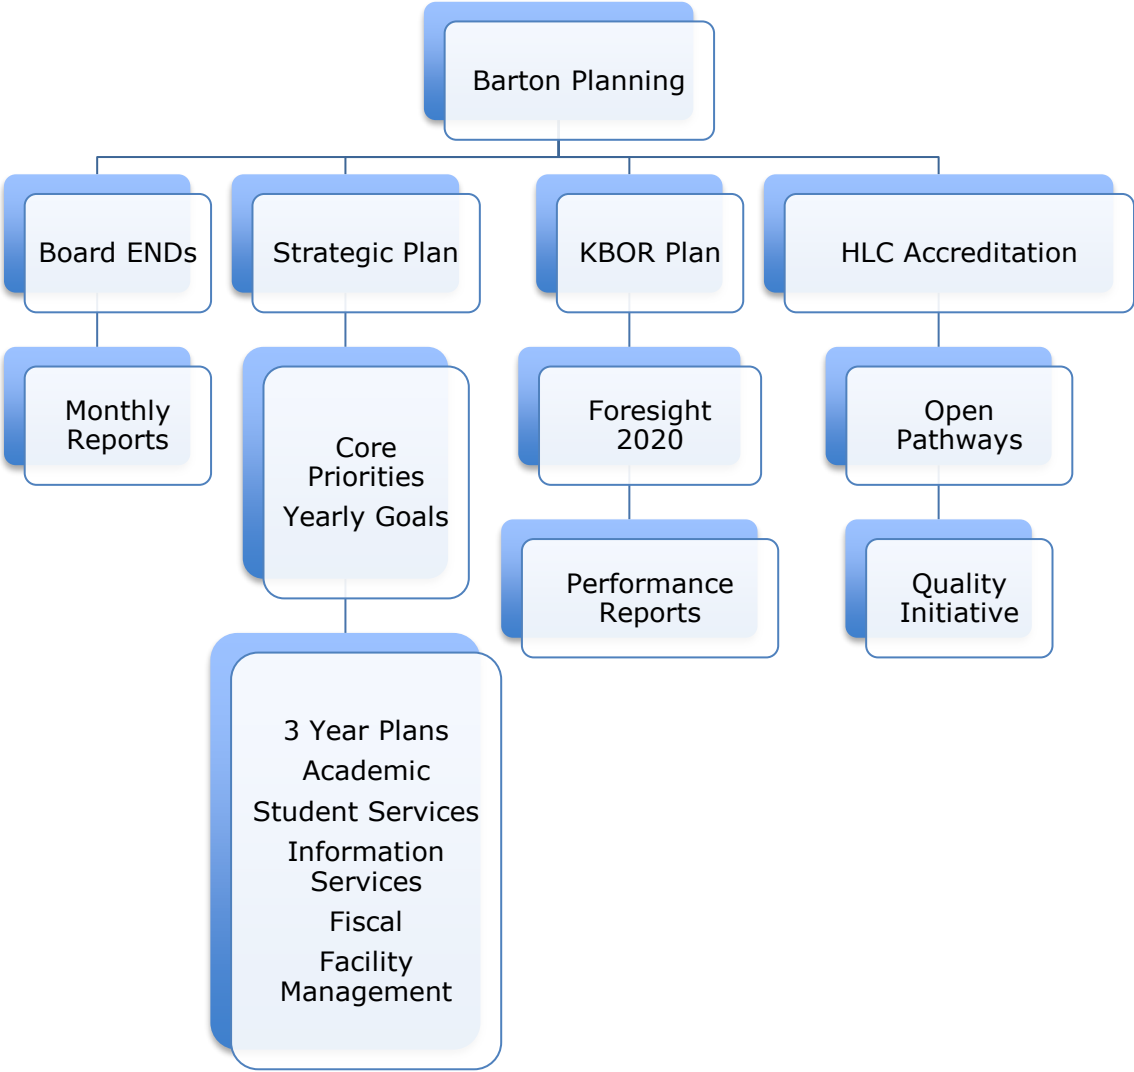 Barton Planning
Board ENDs
Strategic Plan
KBOR Plan
HLC Accreditation
Monthly
Reports
Core
Priorities
Yearly Goals
Foresight
2020
Open
Pathways
Performance
Reports
Quality
Initiative
3 Year Plans
Academic
Student Services
Information
Services
Fiscal
Facility
Management